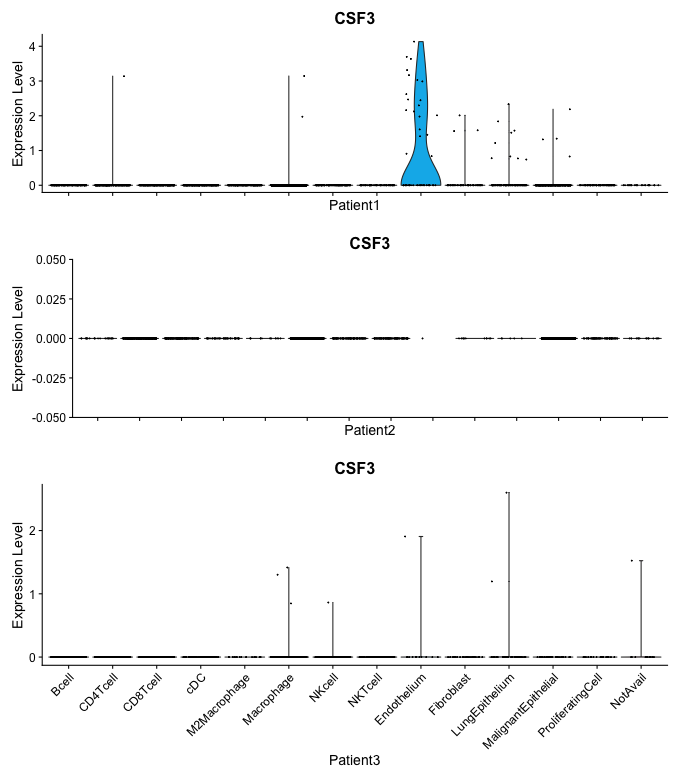 CSF3
Expression Level
4
3
2
1
0
Patient1
CSF3
Expression Level
0.050
0.025
0.000
-0.025
-0.050
Patient2
CSF3
Expression Level
2
1
0
Bcell
CD4Tcell
CD8Tcell
cDC
M2Macrophage
Macrophage
NKcell
NKTcell
Endothelium
Fibroblast
LungEpithelium
MalignantEpithelial
ProliferatingCell
NotAvail
Patient3